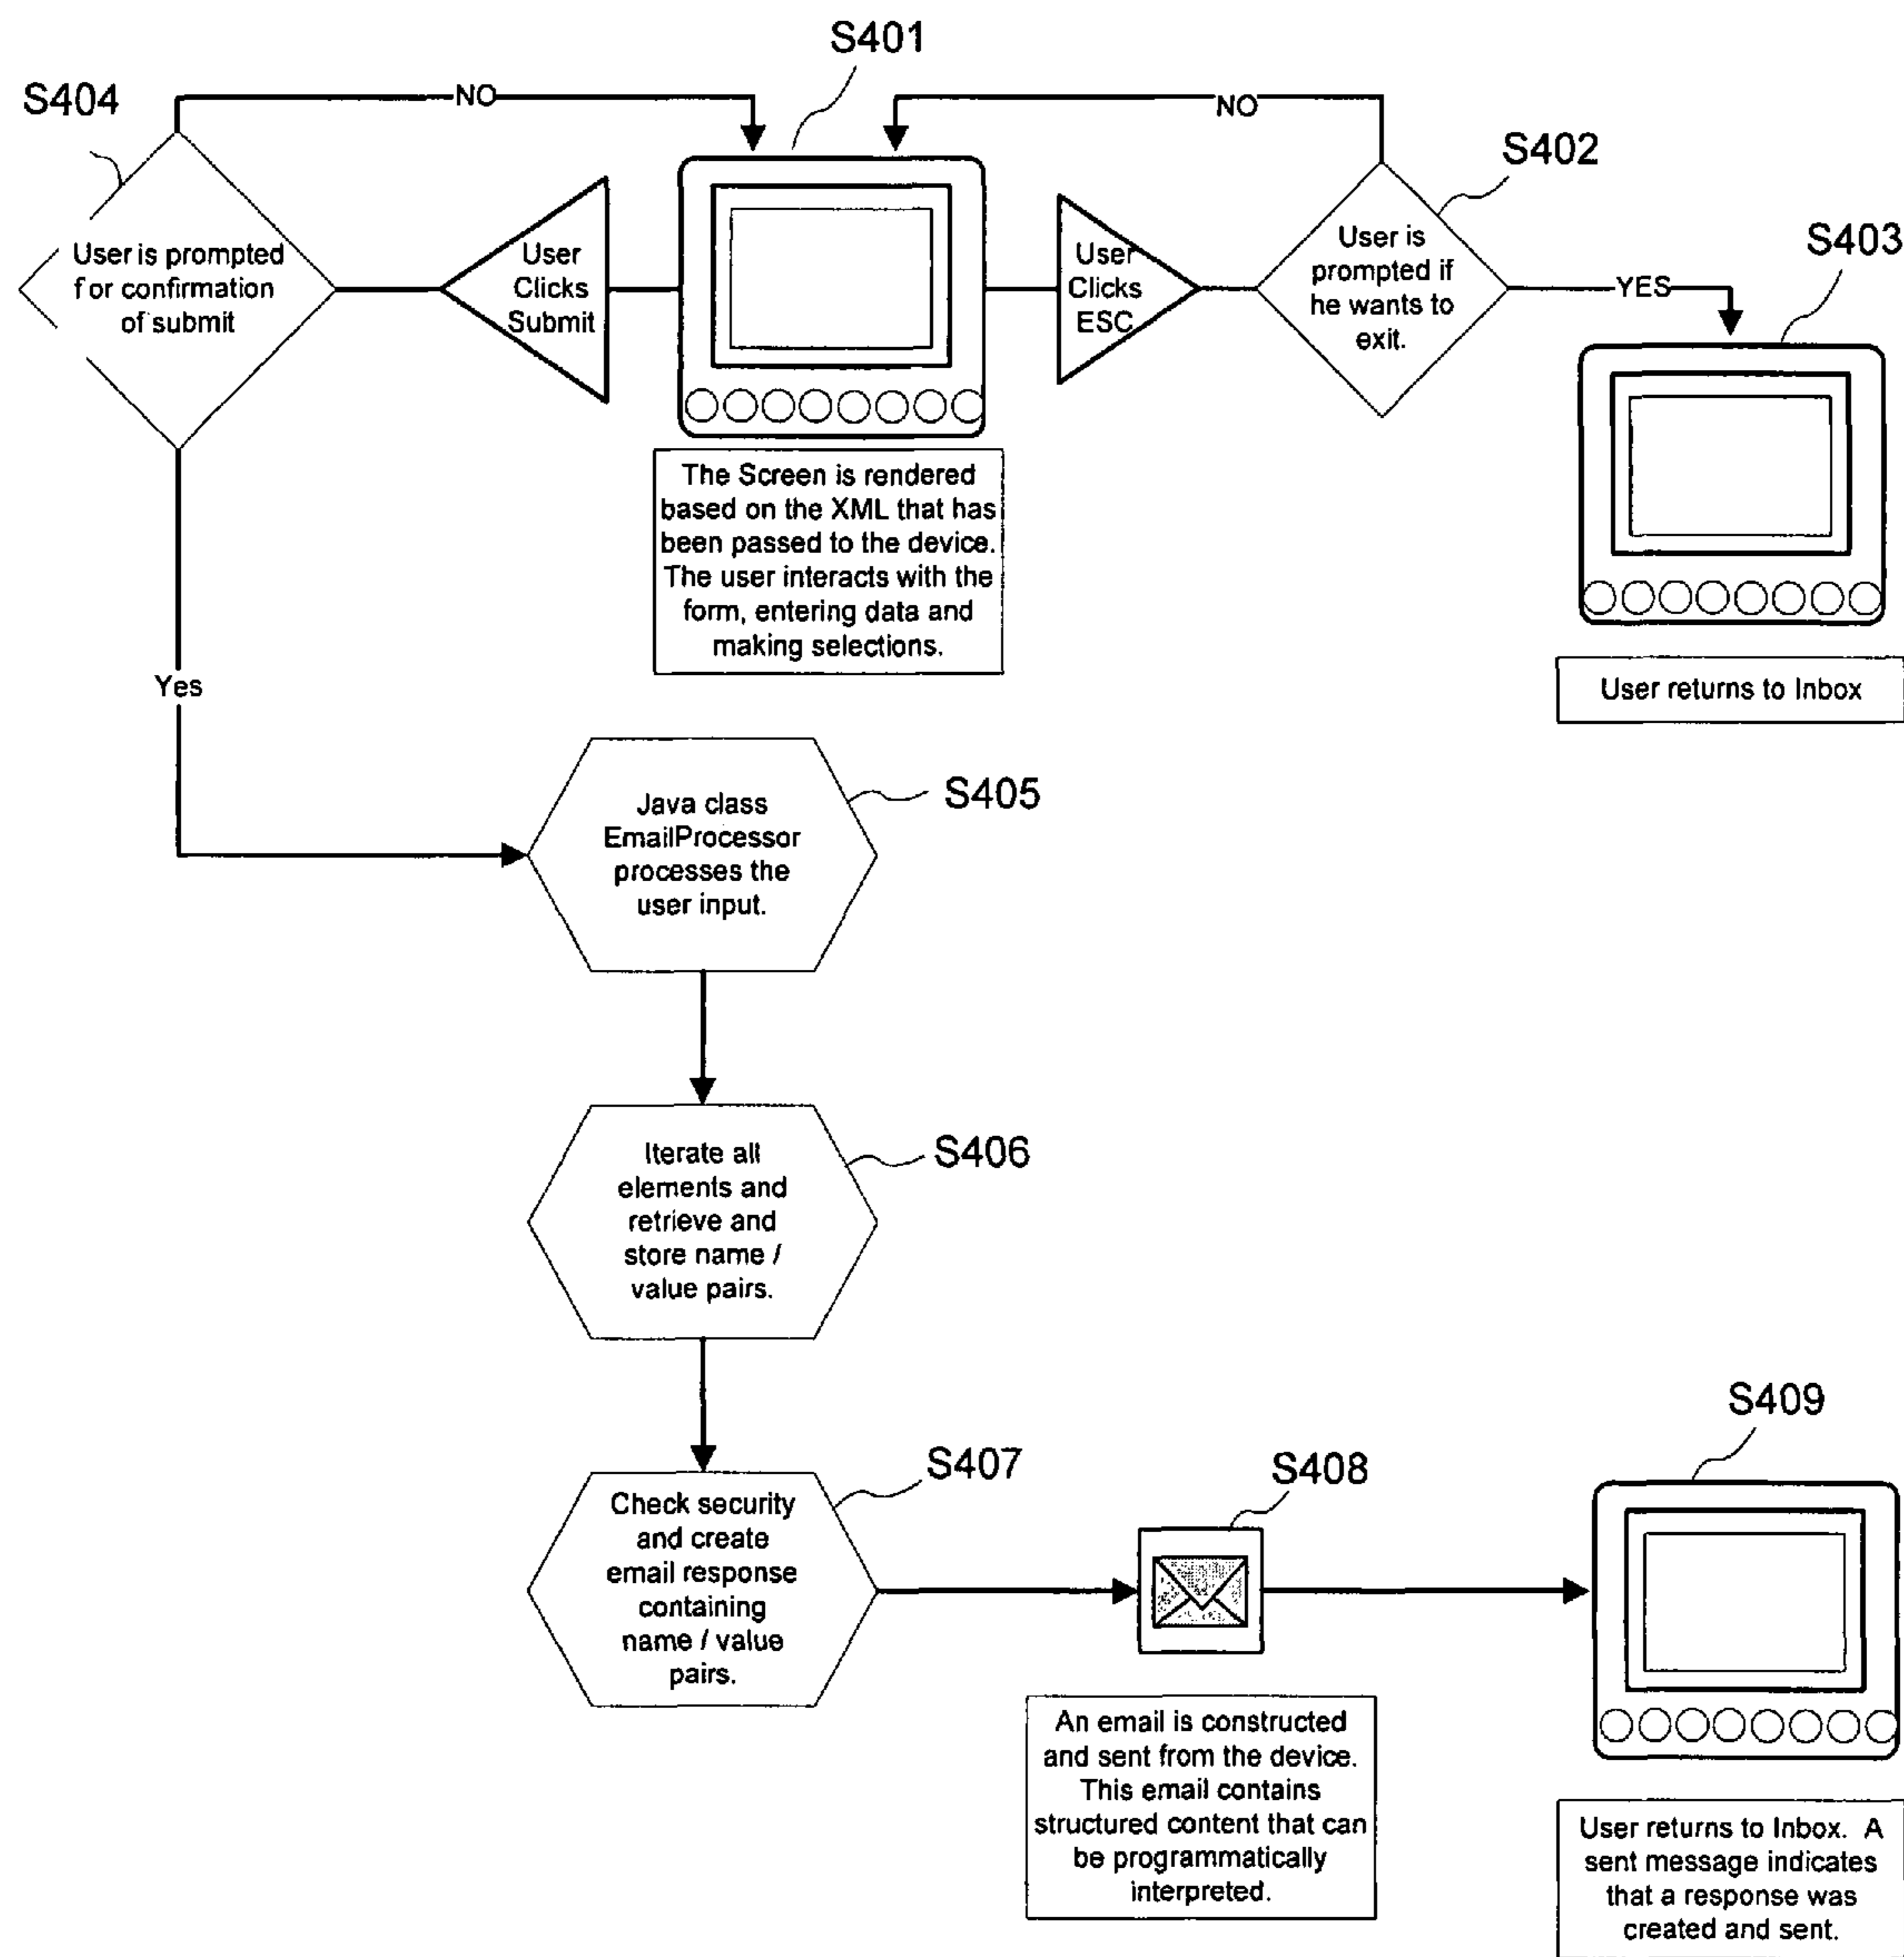 S401
S404
NO
NO
S402
S403
User is prompted
for confirmation
of submit
User
Clicks
Submit
User
Clicks
ESC
User is
prompted if
he wants to
exit.
YES
The Screen is rendered
based on the XML that has
been passed to the device.
The user interacts with the
form, entering data and
making selections.
User returns to Inbox
Yes
Java class
EmailProcessor
processes the
user input.
S405
Iterate all
elements and
retrieve and
store name /
value pairs.
S406
Check security
and create
email response
containing
name / value
pairs.
S407
S408
S409
An email is constructed
and sent from the device.
This email contains
structured content that can
be programmatically
interpreted.
User returns to Inbox. A
sent message indicates
that a response was
created and sent.